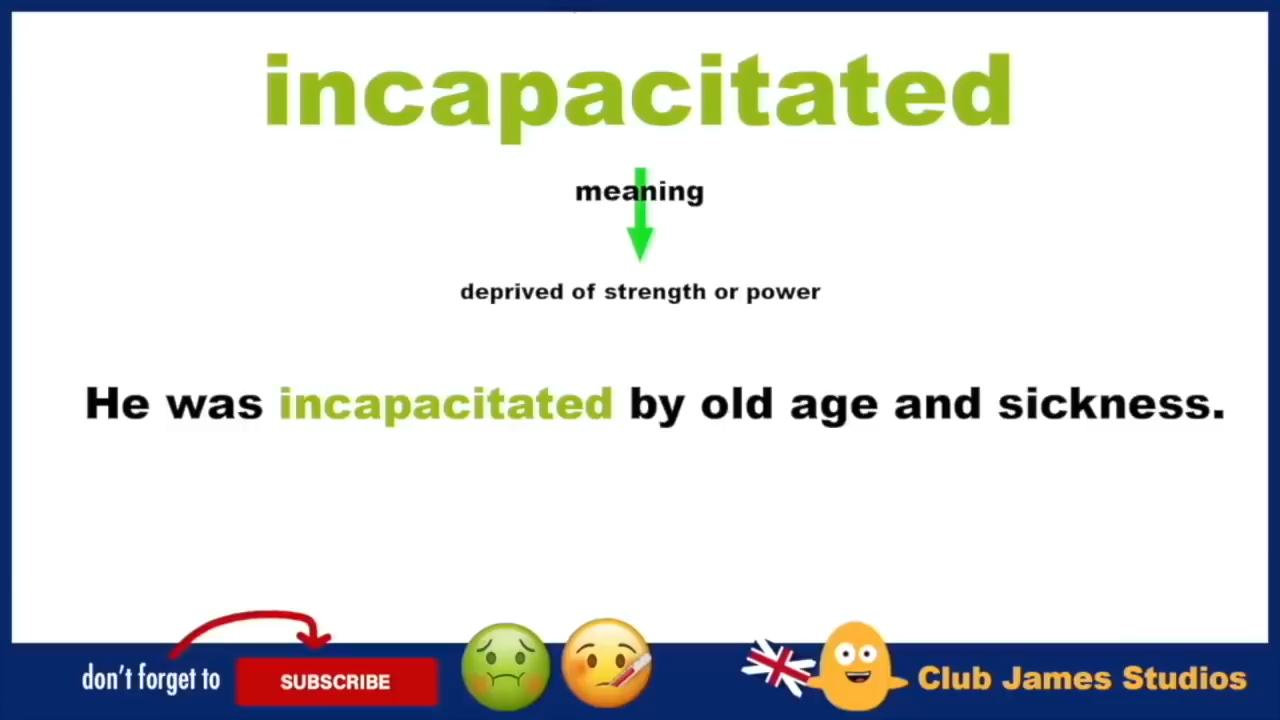 incapacitated
meaning
deprived of strength or power
He was incapacitated by old age and sickness.
don't forget to SUBSCRIBE
Club James Studios